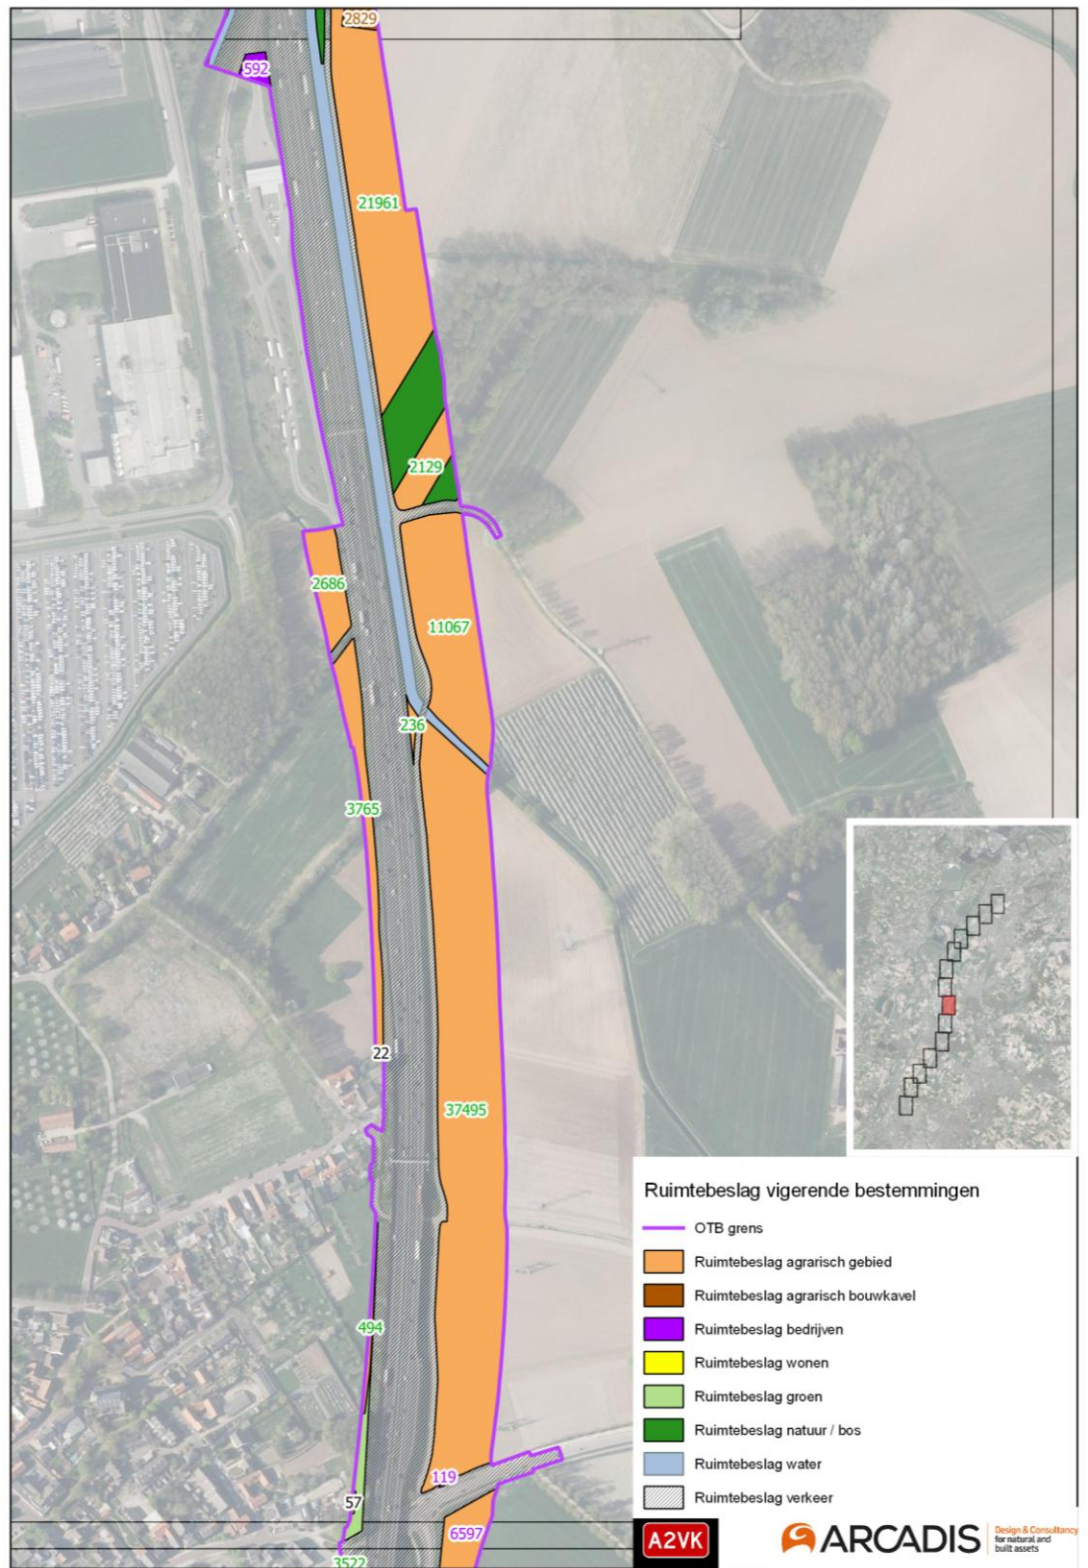 2829
592
21961
2129
2686
11067
236
3765
22
37495
494
119
57
6597
3522
Ruimtebeslag vigerende bestemmingen
OTB grens
Ruimtebeslag agrarisch gebied
Ruimtebeslag agrarisch bouwkavel
Ruimtebeslag bedrijven
Ruimtebeslag wonen
Ruimtebeslag groen
Ruimtebeslag natuur / bos
Ruimtebeslag water
Ruimtebeslag verkeer
A2VK
ARCADIS
Design & Consultancy
for natural and
built assets